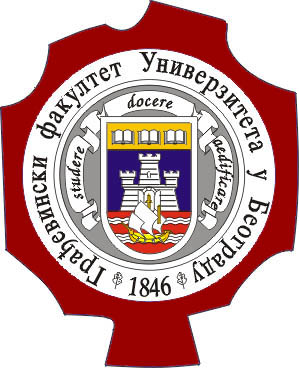 Грађевински факултет Универзитета у Београду
studere
docere
aedificare
1846